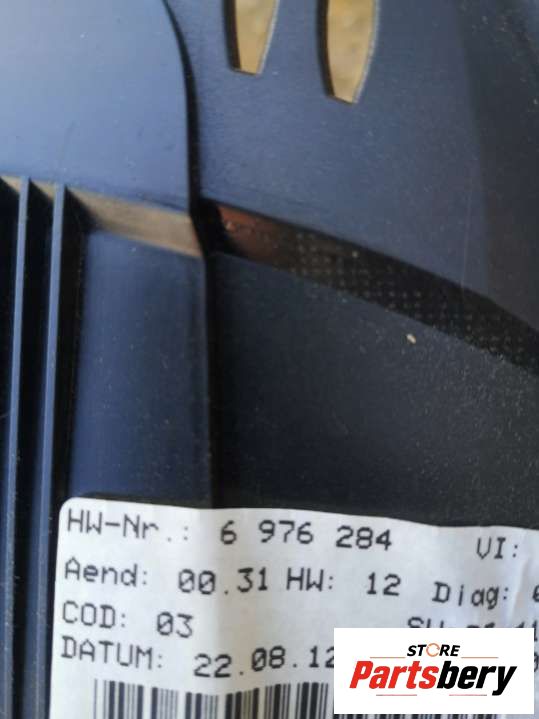 HW-Nr.: 6 976 284 VI:
Aend: 00.31 HW: 12 Diag:
COD: 03
DATUM: 22.08.12
STORE
Partsbery